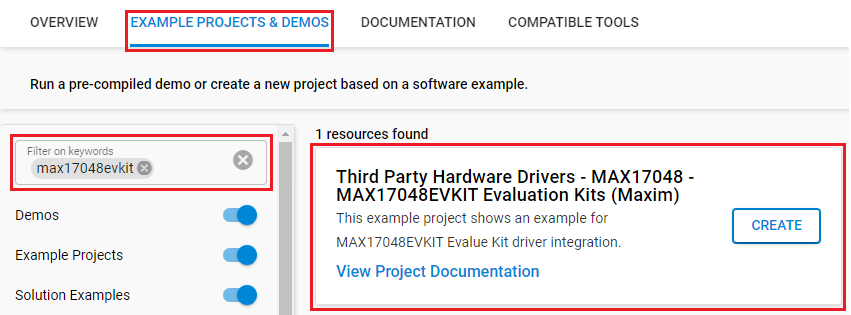 OVERVIEW EXAMPLE PROJECTS & DEMOS DOCUMENTATION COMPATIBLE TOOLS
Run a pre-compiled demo or create a new project based on a software example.
Filter on keywords
max17048evkit
Demos
Example Projects
Solution Examples
1 resources found
Third Party Hardware Drivers - MAX17048 -
MAX17048EVKIT Evaluation Kits (Maxim)
This example project shows an example for
MAX17048EVKIT Evalue Kit driver integration.
View Project Documentation
CREATE